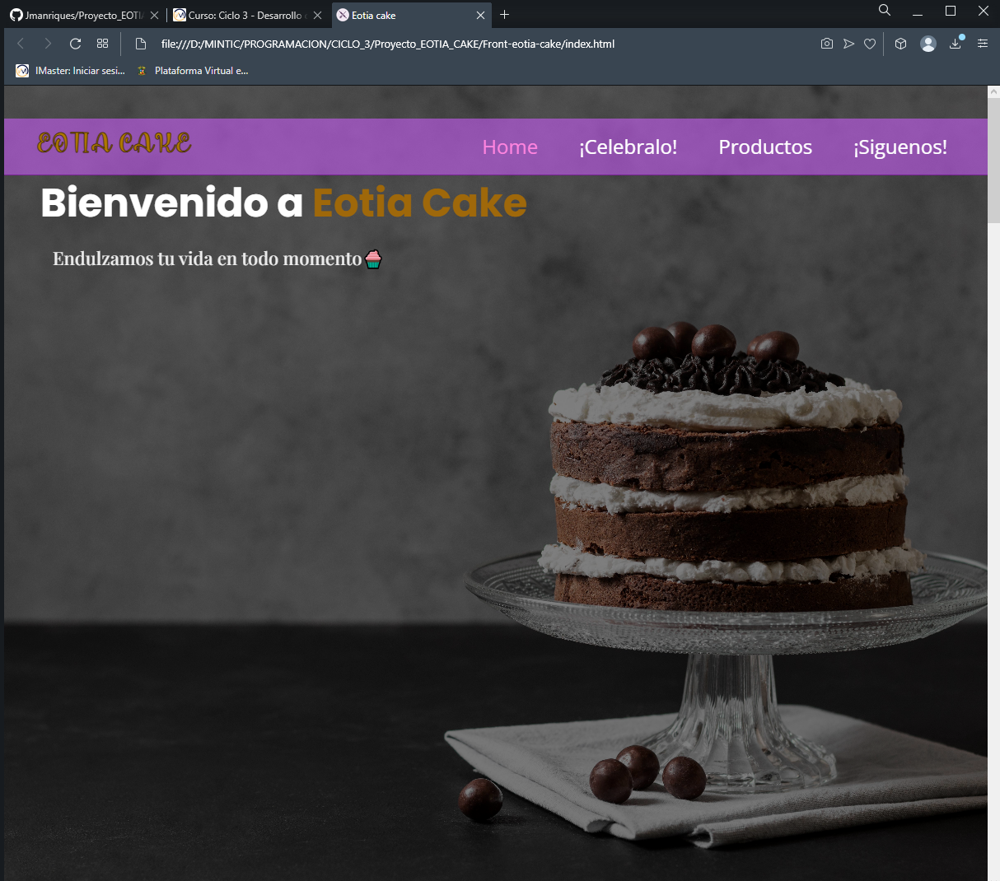 Jmanriques/Proyecto_EOTI
Curso: Ciclo 3 - Desarrollo
Eotia cake
file:///D:/MINTIC/PROGRAMACION/CICLO_3/Proyecto_EOTIA_CAKE/Front-eotia-cake/index.html
IMaster: Iniciar sesi...
Plataforma Virtual e...
EOTIA CAKE
Home
¡Celebralo!
Productos
¡Siguenos!
Bienvenido a Eotia Cake
Endulzamos tu vida en todo momento🧁